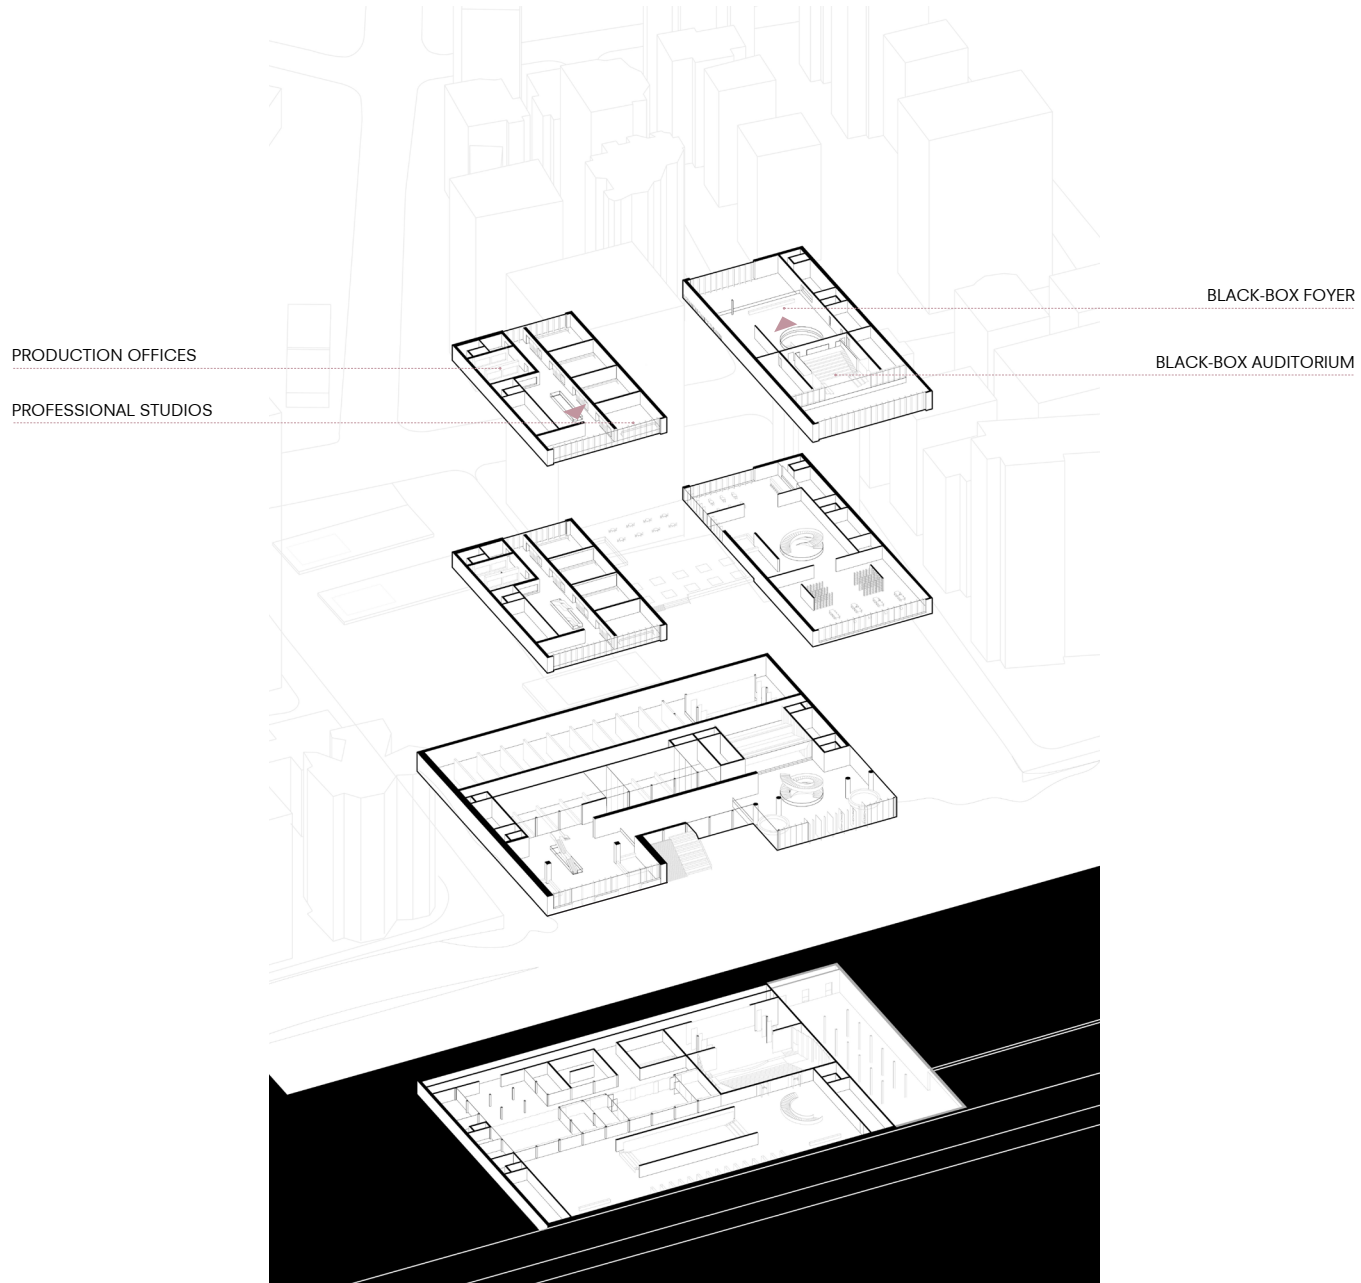 BLACK-BOX FOYER
PRODUCTION OFFICES
BLACK-BOX AUDITORIUM
PROFESSIONAL STUDIOS